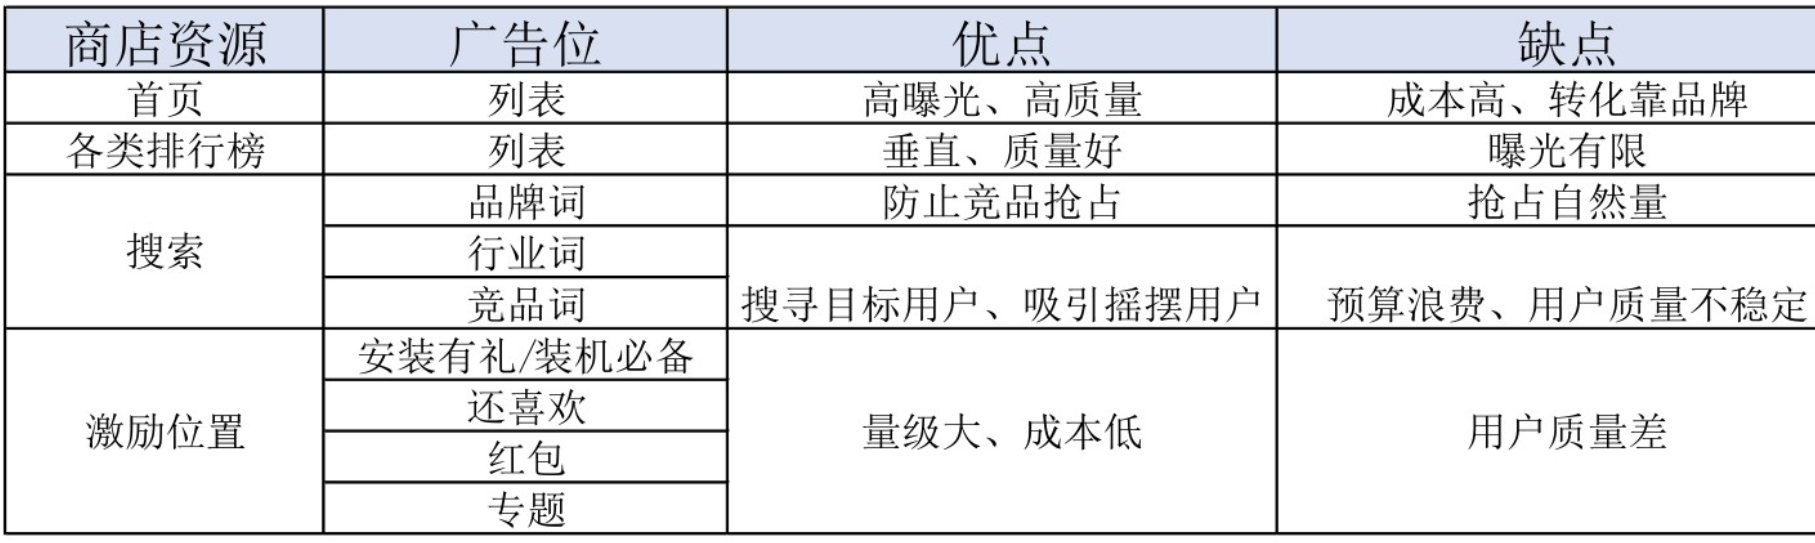 商店资源 广告位 优点 缺点
首页 列表 高曝光、高质量 成本高、转化靠品牌
各类排行榜 列表 垂直、质量好 曝光有限
搜索 品牌词 防止竞品抢占 抢占自然量
行业词
竞品词 搜寻目标用户、吸引摇摆用户 预算浪费、用户质量不稳定
激励位置 安装有礼/装机必备 量级大、成本低 用户质量差
还喜欢
红包
专题